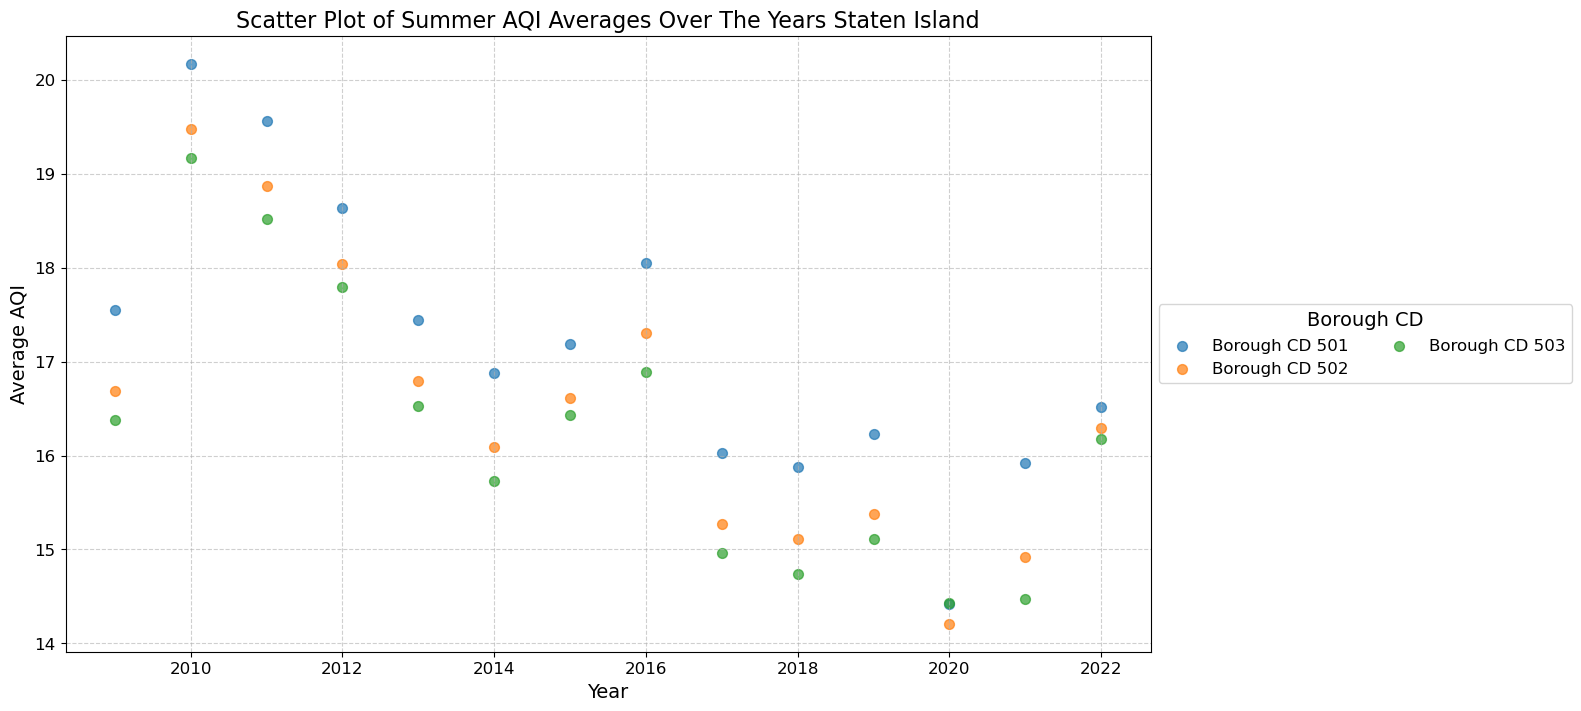 Scatter Plot of Summer AQI Averages Over The Years Staten Island
Average AQI
20
19
18
17
16
15
14
2010 2012 2014 2016 2018 2020 2022
Year
Borough CD
Borough CD 501 Borough CD 503
Borough CD 502